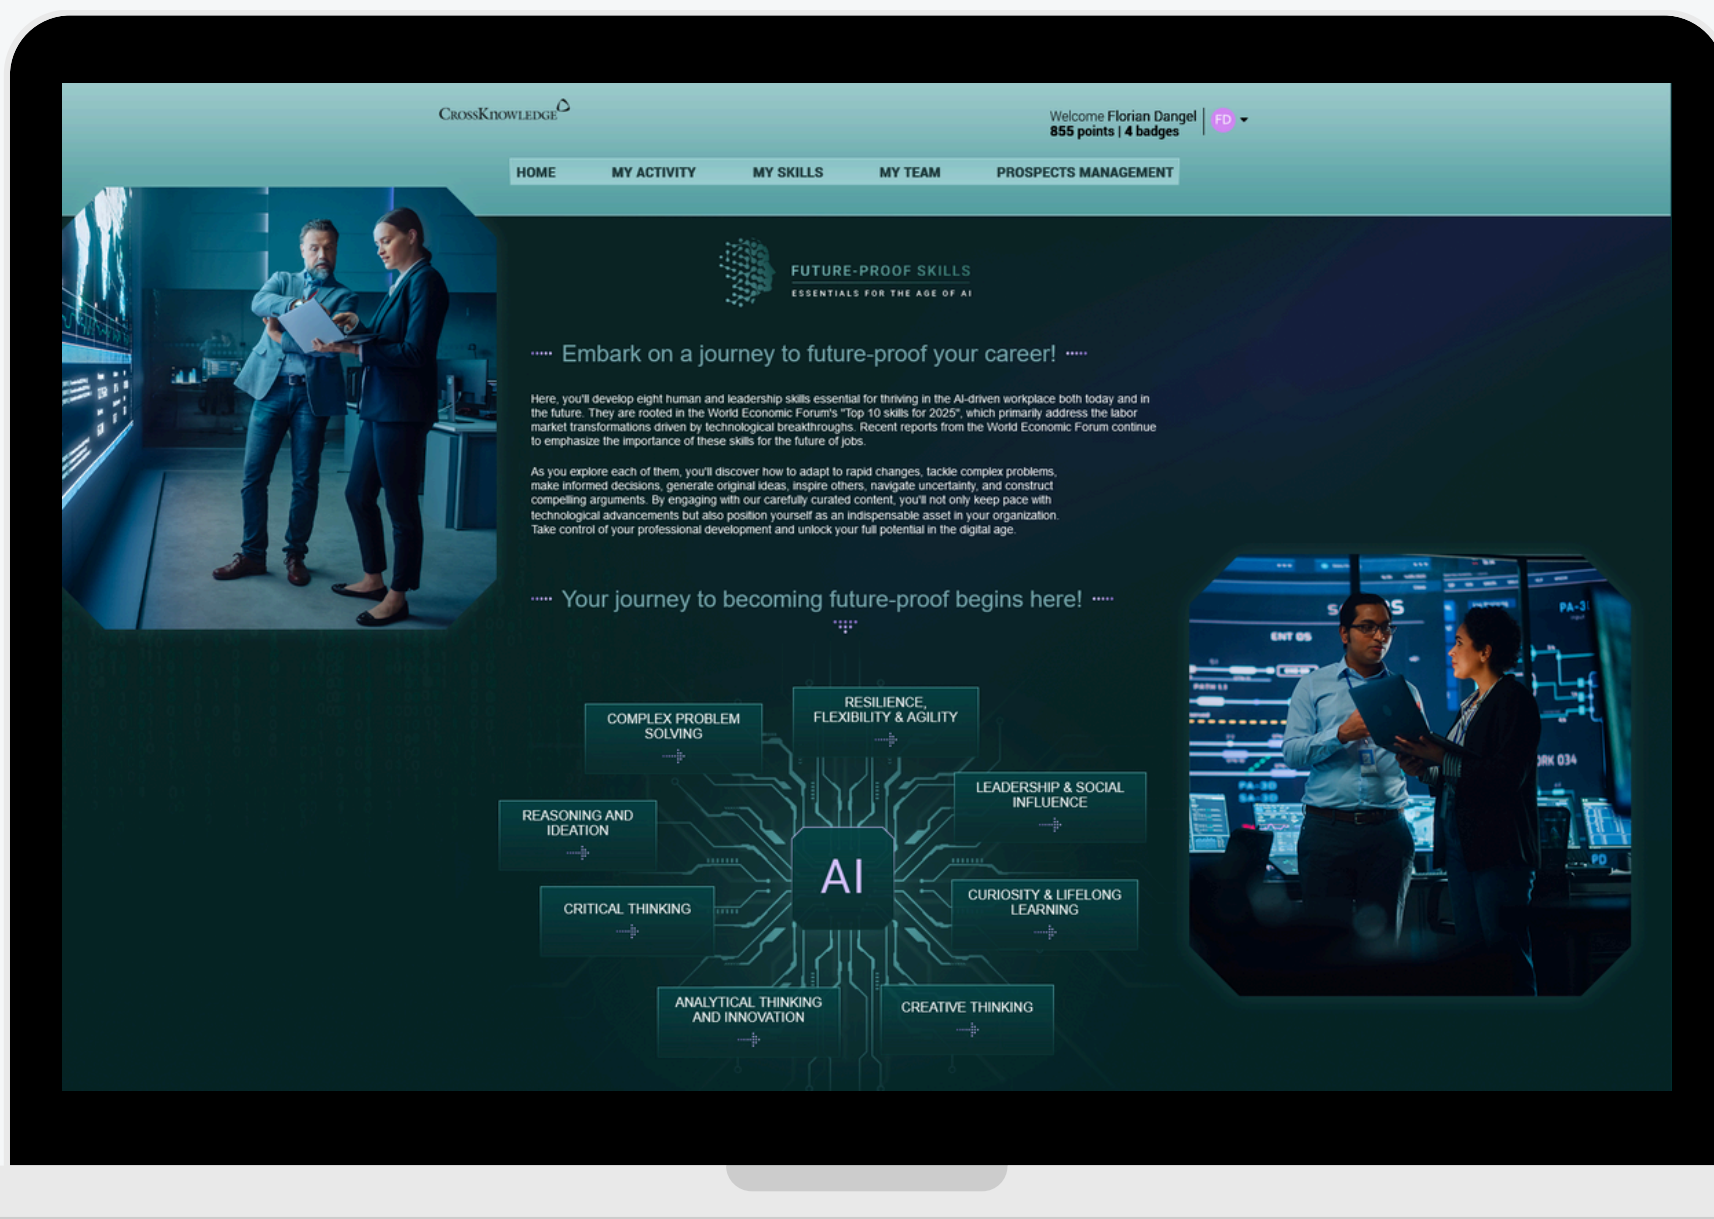 CROSSKNOWLEDGE
Welcome Florian Dangel
855 points | 4 badges
FD
HOME MY ACTIVITY MY SKILLS MY TEAM PROSPECTS MANAGEMENT
FUTURE-PROOF SKILLS
ESSENTIALS FOR THE AGE OF AI
Embark on a journey to future-proof your career!
Here, you'll develop eight human and leadership skills essential for thriving in the AI-driven workplace both today and in
the future. They are rooted in the World Economic Forum's "Top 10 skills for 2025", which primarily address the labor
market transformations driven by technological breakthroughs. Recent reports from the World Economic Forum continue
to emphasize the importance of these skills for the future of jobs.
As you explore each of them, you'll discover how to adapt to rapid changes, tackle complex problems,
make informed decisions, generate original ideas, inspire others, navigate uncertainty, and construct
compelling arguments. By engaging with our carefully curated content, you'll not only keep pace with
technological advancements but also position yourself as an indispensable asset in your organization.
Take control of your professional development and unlock your full potential in the digital age.
Your journey to becoming future-proof begins here!
COMPLEX PROBLEM
SOLVING
RESILIENCE,
FLEXIBILITY & AGILITY
LEADERSHIP & SOCIAL
INFLUENCE
REASONING AND
IDEATION
AI
CRITICAL THINKING
CURIOSITY & LIFELONG
LEARNING
ANALYTICAL THINKING
AND INNOVATION
CREATIVE THINKING
ENT 05
PA-3D
SA-3D
PD